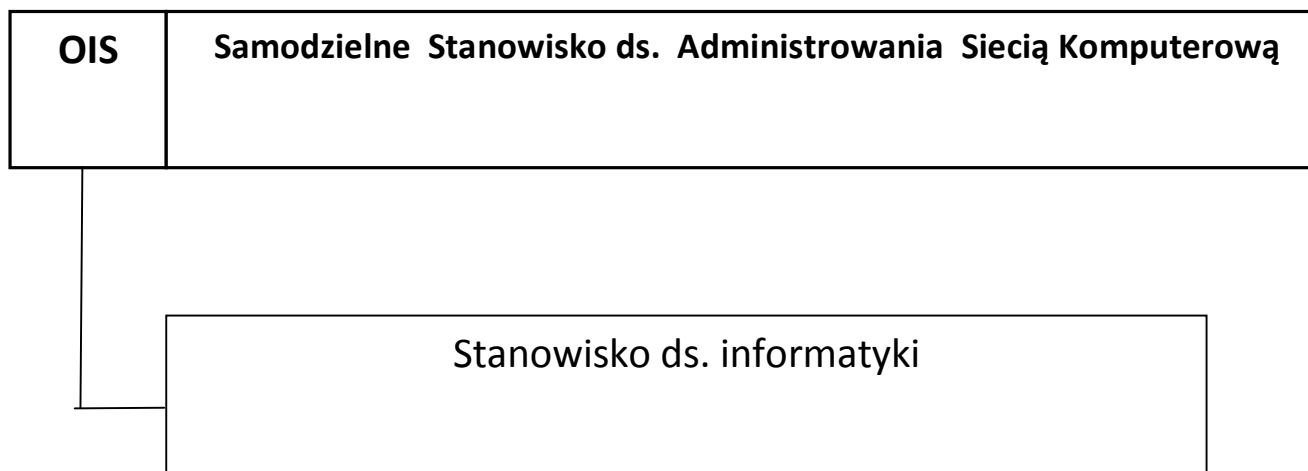 OIS
Samodzielne Stanowisko ds. Administrowania Siecią Komputerową
Stanowisko ds. informatyki